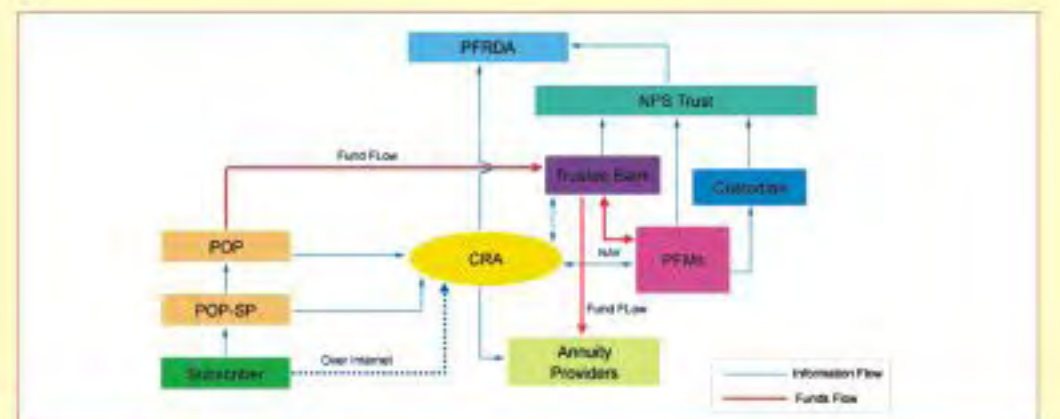 PFRDA
NPS Trust
Fund FLow
Trustee Bank
Custodian
POP
CRA
NAV
PFMs
POP-SP
Fund FLow
Subscriber
Over Internet
Annuity
Providers
Information Flow
Funds Flow